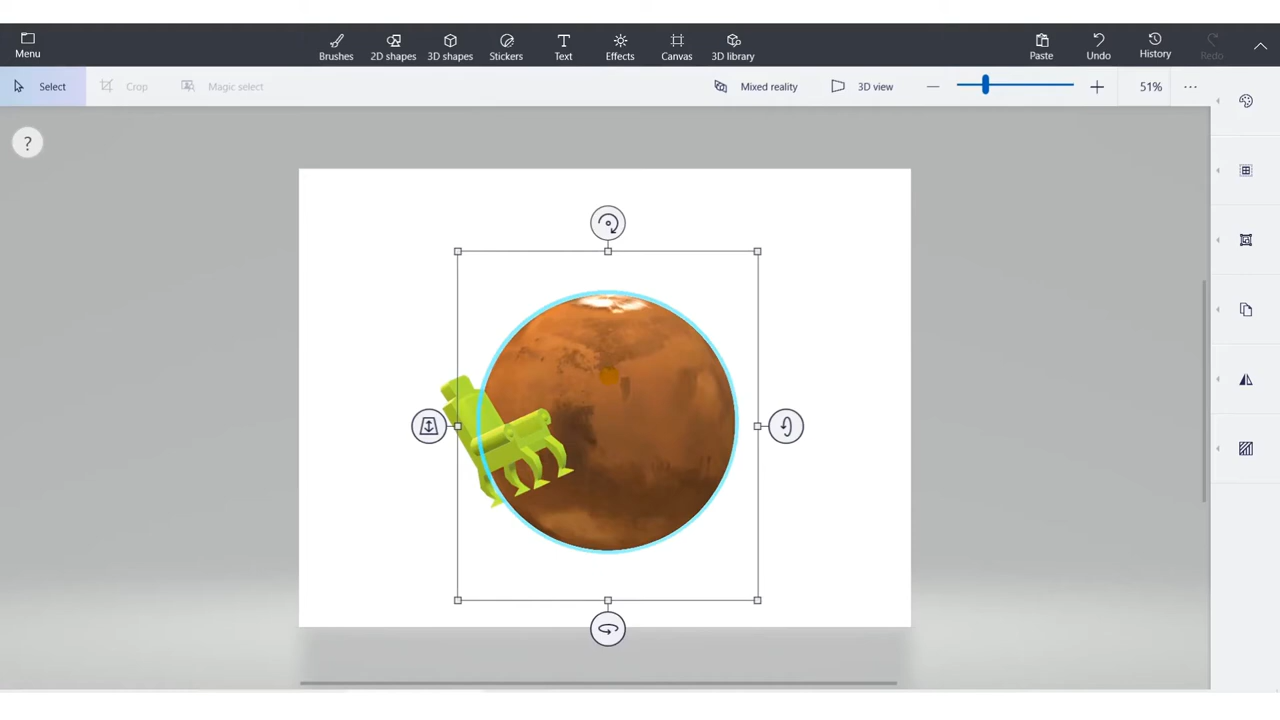 Menu
Brushes 2D shapes 3D shapes Stickers Text Effects Canvas 3D library Paste Undo History Redo
Select Crop Magic select Mixed reality 3D view 51%
?